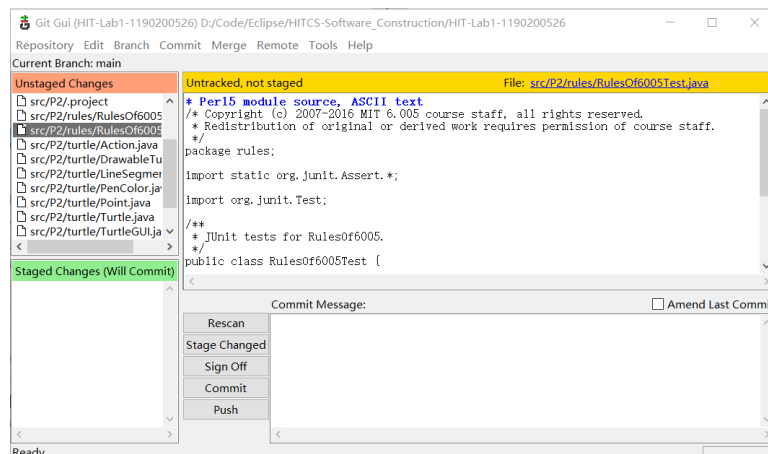 Git Gui (HIT-Lab1-1190200526) D:/Code/Eclipse/HITCS-Software_Construction/HIT-Lab1-1190200526
Repository Edit Branch Commit Merge Remote Tools Help
Current Branch: main
Unstaged Changes
src/P2/.project
src/P2/rules/RulesOf6005
src/P2/rules/RulesOf6005
src/P2/turtle/Action.java
src/P2/turtle/DrawableTu
src/P2/turtle/LineSegmer
src/P2/turtle/PenColor.ja
src/P2/turtle/Point.java
src/P2/turtle/Turtle.java
src/P2/turtle/TurtleGUI.ja
Staged Changes (Will Commit)
Untracked, not staged File: src/P2/rules/RulesOf6005Test.java
* Perl5 module source, ASCII text
/* Copyright (c) 2007-2016 MIT 6.005 course staff, all rights reserved.
* Redistribution of original or derived work requires permission of course staff.
*/
package rules;
import static org.junit.Assert.*;
import org.junit.Test;
/**
* JUnit tests for RulesOf6005.
*/
public class RulesOf6005Test {
Commit Message: Amend Last Commi
Rescan
Stage Changed
Sign Off
Commit
Push
Ready